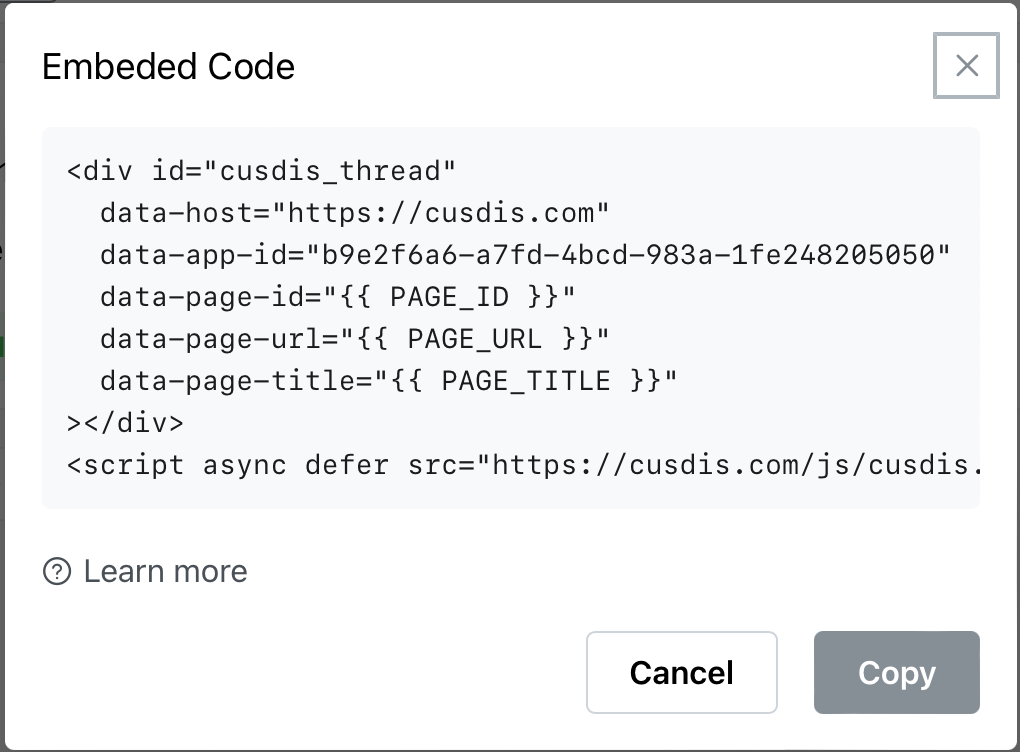 Embeded Code
<div id="cusdis_thread"
  data-host="https://cusdis.com"
  data-app-id="b9e2f6a6-a7fd-4bcd-983a-1fe248205050"
  data-page-id="{{ PAGE_ID }}"
  data-page-url="{{ PAGE_URL }}"
  data-page-title="{{ PAGE_TITLE }}"
></div>
<script async defer src="https://cusdis.com/js/cusdis.
Learn more
Cancel
Copy